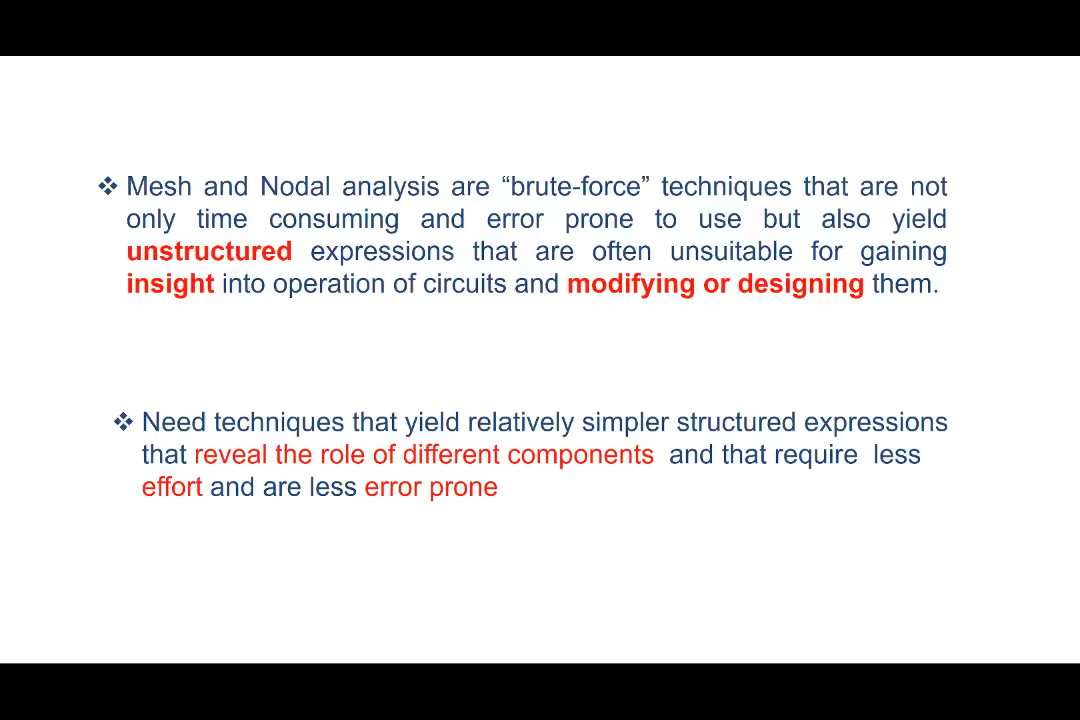 ❖ Mesh and Nodal analysis are “brute-force” techniques that are not
only time consuming and error prone to use but also yield
unstructured expressions that are often unsuitable for gaining
insight into operation of circuits and modifying or designing them.
❖ Need techniques that yield relatively simpler structured expressions
that reveal the role of different components and that require less
effort and are less error prone